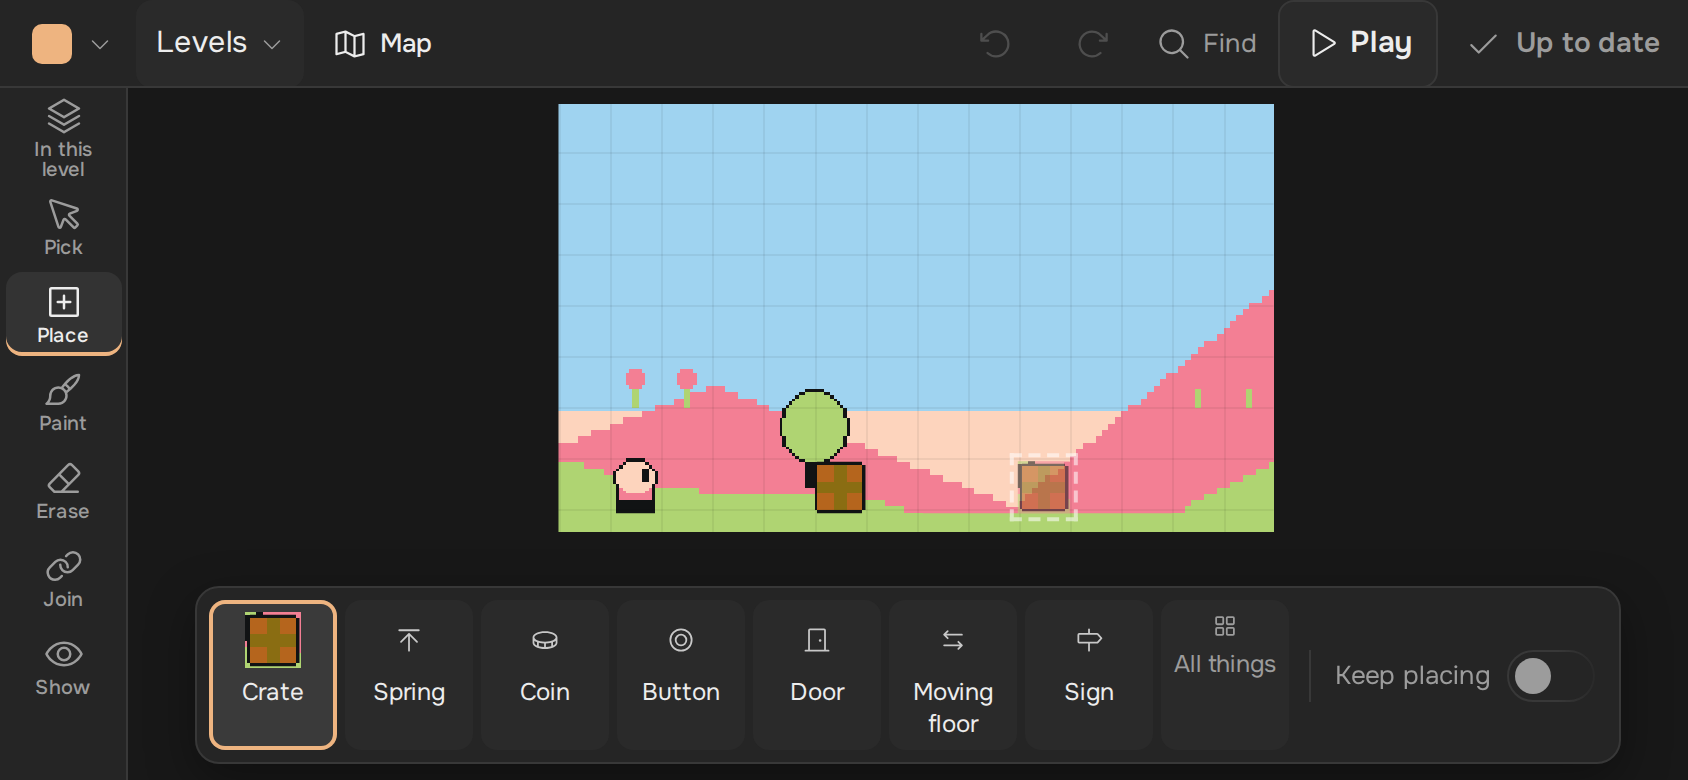 Levels
Map
Find
Play
Up to date
In this
level
Pick
Place
Paint
Erase
Join
Show
Crate
Spring
Coin
Button
Door
Moving
floor
Sign
All things
Keep placing